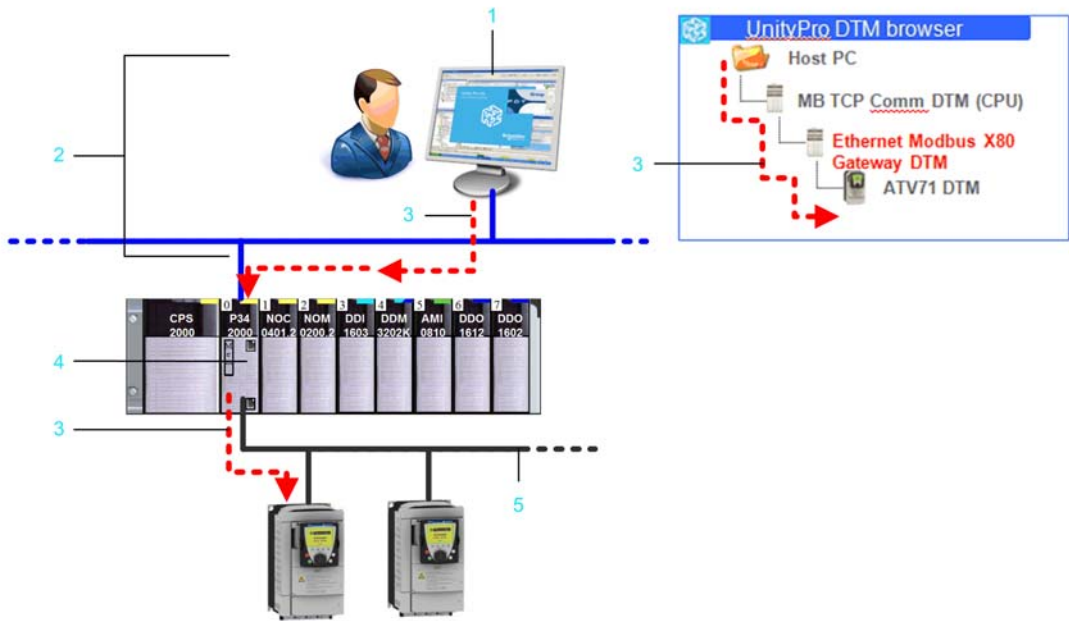 1
UnityPro DTM browser
Host PC
MB TCP Comm DTM (CPU)
2
Ethernet Modbus X80
Gateway DTM
3
ATV71 DTM
3
0 1 2 3 4 5 6 7
CPS P34 NOC NOM DDI DDM AMI DDO DDO
2000 2000 0401.2 0200.2 1603 3202K 0810 1612 1602
4
3
5